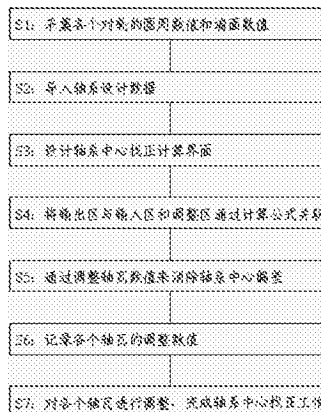 S1: 采集各个对轮的圆周数值和端面数值
S2: 导入轴系设计数据
S3: 设计轴系中心找正计算界面
S4: 将输出区与输入区和调整区通过计算公式关联
S5: 通过调整轴瓦数值来消除轴系中心偏差
S6: 记录各个轴瓦的调整数值
S7: 对各个轴瓦进行调整，完成轴系中心找正工作